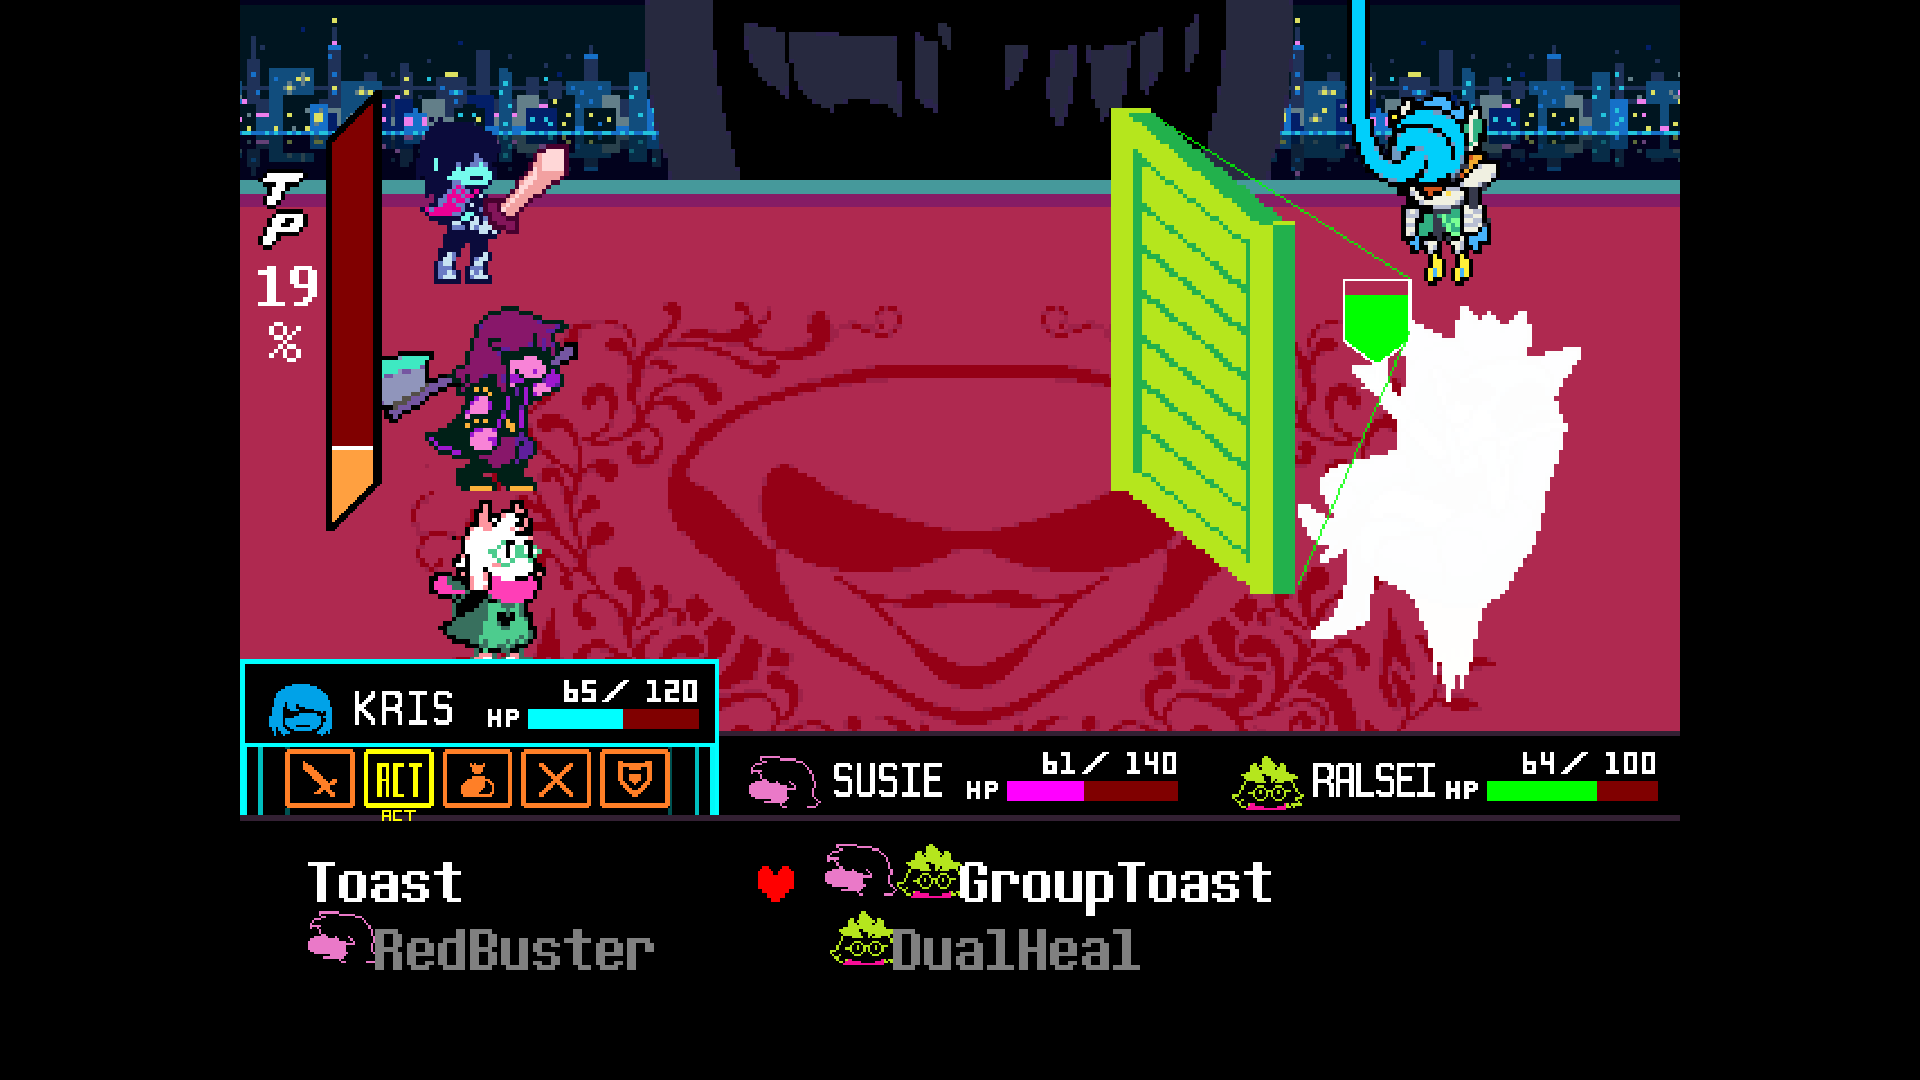 TP
19
%
KRIS HP 65/ 120
ACT
ACT
SUSIE HP 61/ 140
RALSEI HP 64/ 100
Toast GroupToast
RedBuster DualHeal